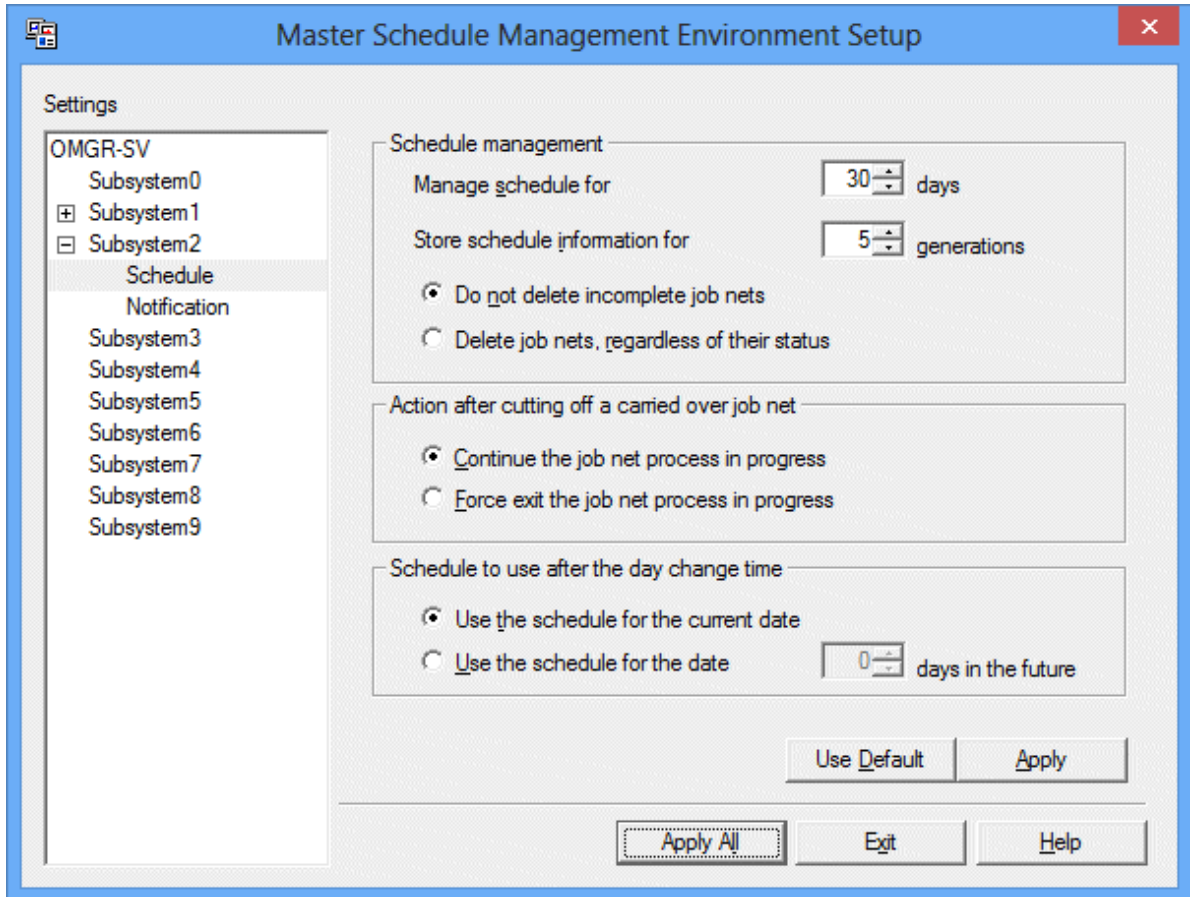 Master Schedule Management Environment Setup
Settings
OMGR-SV
Subsystem0
Subsystem1
Subsystem2
Schedule
Notification
Subsystem3
Subsystem4
Subsystem5
Subsystem6
Subsystem7
Subsystem8
Subsystem9
Schedule management
Manage schedule for 30 days
Store schedule information for 5 generations
Do not delete incomplete job nets
Delete job nets, regardless of their status
Action after cutting off a carried over job net
Continue the job net process in progress
Force exit the job net process in progress
Schedule to use after the day change time
Use the schedule for the current date
Use the schedule for the date 0 days in the future
Use Default Apply
Apply All Exit Help